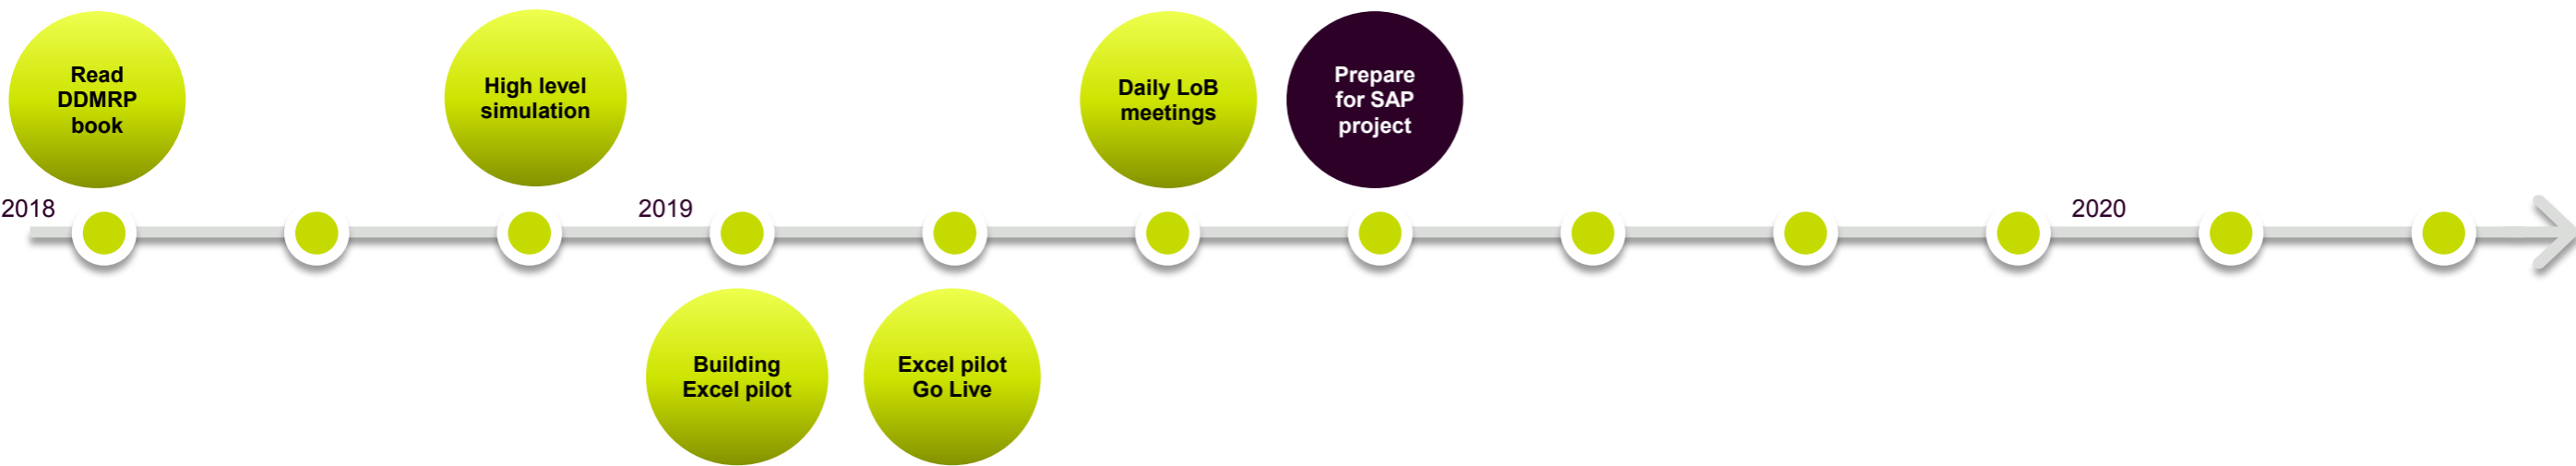 Read
DDMRP
book
High level
simulation
Daily LoB
meetings
Prepare
for SAP
project
2018
2019
2020
Building
Excel pilot
Excel pilot
Go Live